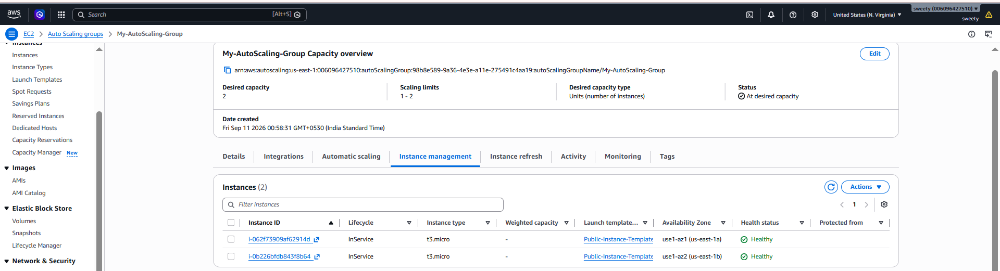 aws
Search [Alt+S]
United States (N. Virginia) ▼
sweety (006096427510) ▼
sweety
EC2 > Auto Scaling groups > My-AutoScaling-Group
Instances
Instances
Instance Types
Launch Templates
Spot Requests
Savings Plans
Reserved Instances
Dedicated Hosts
Capacity Reservations
Capacity Manager New
Images
AMIs
AMI Catalog
Elastic Block Store
Volumes
Snapshots
Lifecycle Manager
Network & Security
My-AutoScaling-Group Capacity overview
Edit
arn:aws:autoscaling:us-east-1:006096427510:autoScalingGroup:98b8e589-9a36-4e3e-a11e-275491c4aa19:autoScalingGroupName/My-AutoScaling-Group
Desired capacity
2
Scaling limits
1 - 2
Desired capacity type
Units (number of instances)
Status
At desired capacity
Date created
Fri Sep 11 2026 00:58:31 GMT+0530 (India Standard Time)
Details Integrations Automatic scaling Instance management Instance refresh Activity Monitoring Tags
Instances (2)
Actions
Filter instances
1
Instance ID Lifecycle Instance type Weighted capacity Launch template... Availability Zone Health status Protected from
i-062f73909af62914d InService t3.micro - Public-Instance-Template use1-az1 (us-east-1a) Healthy
i-0b226bfdb843f8b64 InService t3.micro - Public-Instance-Template use1-az2 (us-east-1b) Healthy